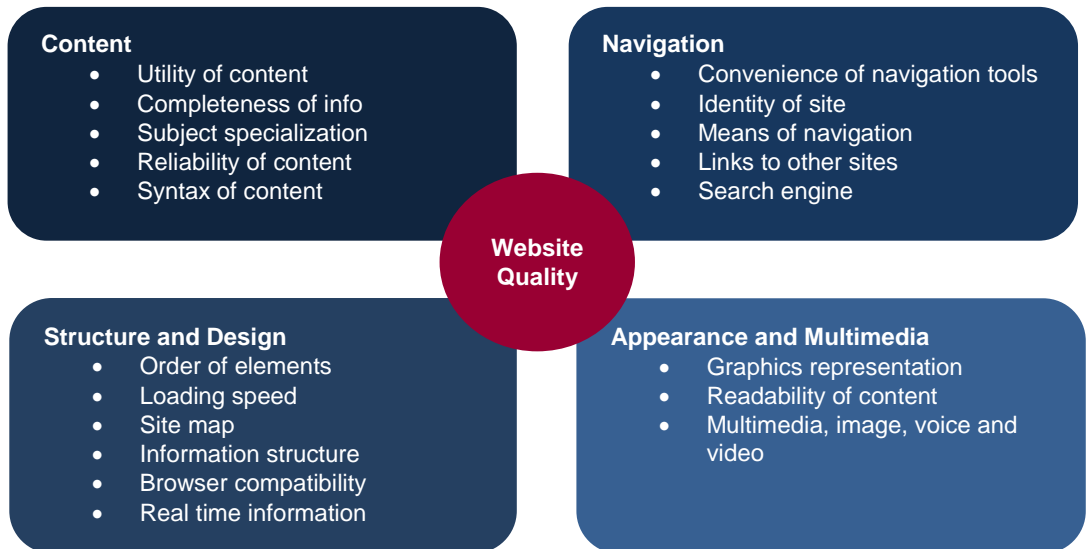 Content
• Utility of content
• Completeness of info
• Subject specialization
• Reliability of content
• Syntax of content
Navigation
• Convenience of navigation tools
• Identity of site
• Means of navigation
• Links to other sites
• Search engine
Website
Quality
Structure and Design
• Order of elements
• Loading speed
• Site map
• Information structure
• Browser compatibility
• Real time information
Appearance and Multimedia
• Graphics representation
• Readability of content
• Multimedia, image, voice and
video